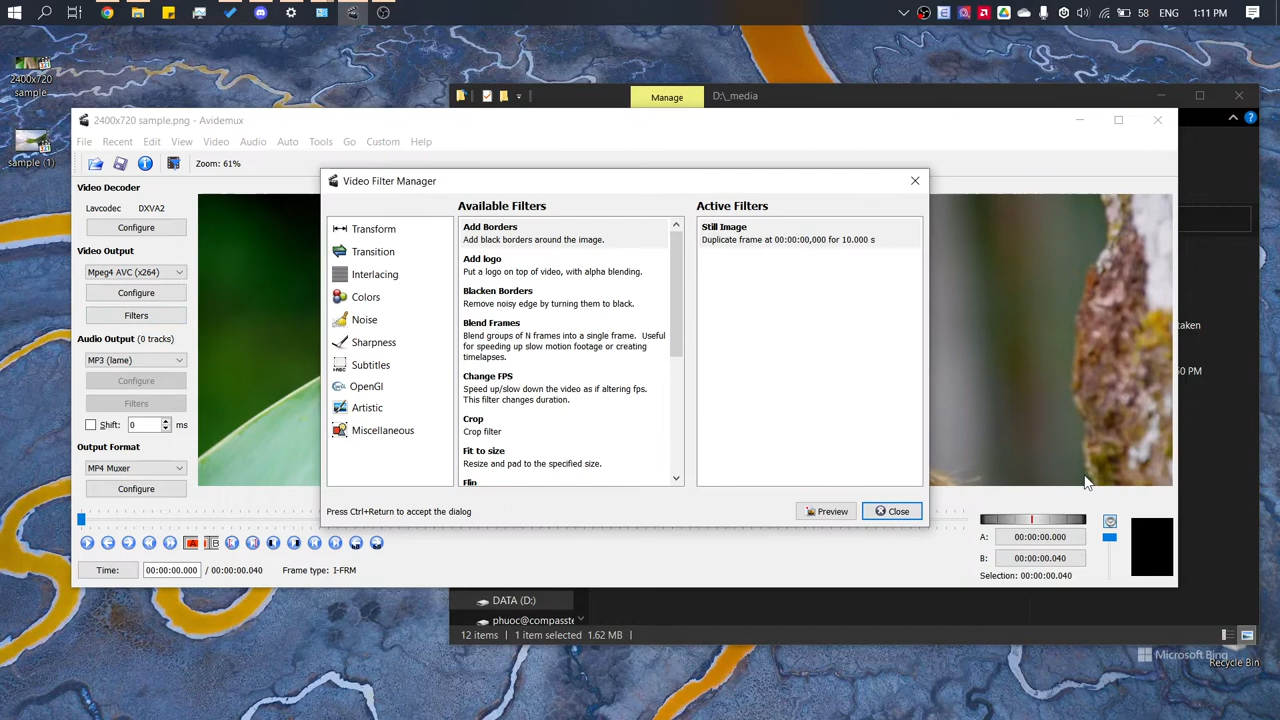 58
ENG
1:11 PM
2400x720
sample
sample (1)
Manage
D:\_media
2400x720 sample.png - Avidemux
File
Recent
Edit
View
Video
Audio
Auto
Tools
Go
Custom
Help
Zoom: 61%
Video Decoder
Lavcodec
DXVA2
Configure
Video Output
Mpeg4 AVC (x264)
Configure
Filters
Audio Output (0 tracks)
MP3 (lame)
Configure
Filters
Shift:
0
ms
Output Format
MP4 Muxer
Configure
Video Filter Manager
Transform
Transition
Interlacing
Colors
Noise
Sharpness
Subtitles
OpenGl
Artistic
Miscellaneous
Available Filters
Add Borders
Add black borders around the image.
Add logo
Put a logo on top of video, with alpha blending.
Blacken Borders
Remove noisy edge by turning them to black.
Blend Frames
Blend groups of N frames into a single frame. Useful
for speeding up slow motion footage or creating
timelapses.
Change FPS
Speed up/slow down the video as if altering fps.
This filter changes duration.
Crop
Crop filter
Fit to size
Resize and pad to the specified size.
Flip
Active Filters
Still Image
Duplicate frame at 00:00:00,000 for 10.000 s
Press Ctrl+Return to accept the dialog
Preview
Close
A
B
Time:
00:00:00.000
/ 00:00:00.040
Frame type: I-FRM
A:
00:00:00.000
B:
00:00:00.040
Selection: 00:00:00.040
DATA (D:)
phuoc@compasste
12 items
1 item selected
1.62 MB
Microsoft Bing
Recycle Bin